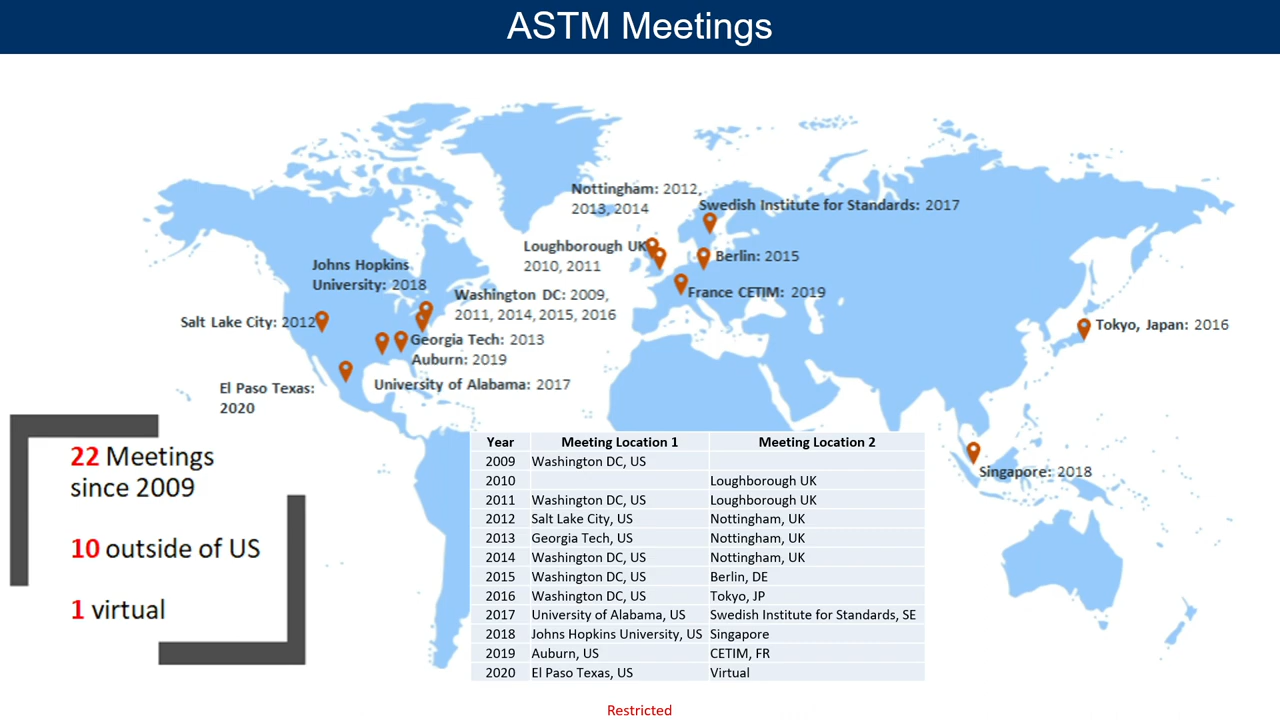 ASTM Meetings
Nottingham: 2012,
2013, 2014
Swedish Institute for Standards: 2017
Loughborough UK
2010, 2011
Berlin: 2015
Johns Hopkins
University: 2018
France CETIM: 2019
Washington DC: 2009,
2011, 2014, 2015, 2016
Salt Lake City: 2012
Tokyo, Japan: 2016
Georgia Tech: 2013
Auburn: 2019
El Paso Texas:
2020
University of Alabama: 2017
Singapore: 2018
22 Meetings
since 2009
10 outside of US
1 virtual
Year Meeting Location 1 Meeting Location 2
2009 Washington DC, US
2010 Loughborough UK
2011 Washington DC, US Loughborough UK
2012 Salt Lake City, US Nottingham, UK
2013 Georgia Tech, US Nottingham, UK
2014 Washington DC, US Nottingham, UK
2015 Washington DC, US Berlin, DE
2016 Washington DC, US Tokyo, JP
2017 University of Alabama, US Swedish Institute for Standards, SE
2018 Johns Hopkins University, US Singapore
2019 Auburn, US CETIM, FR
2020 El Paso Texas, US Virtual
Restricted